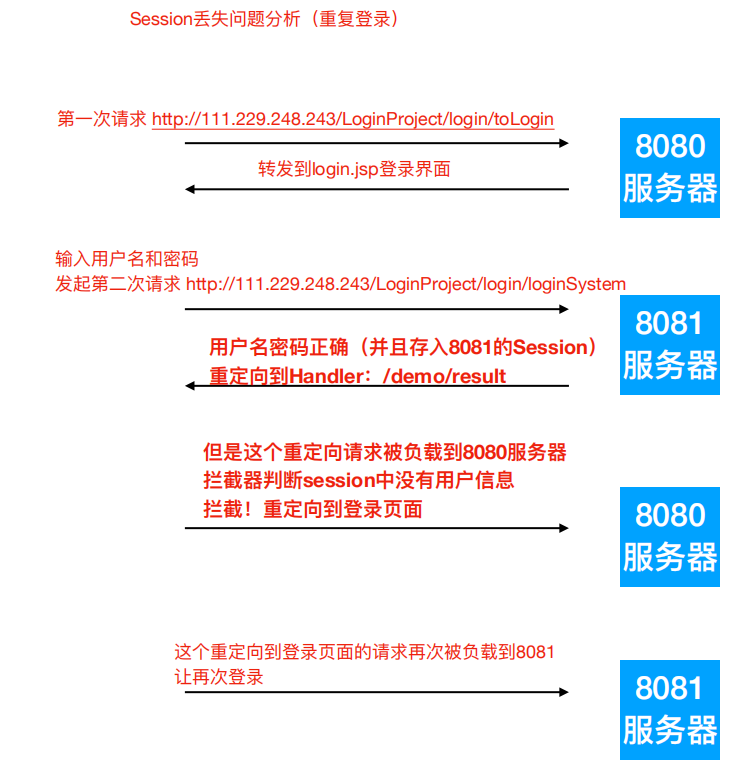 Session丢失问题分析（重复登录）
第一次请求 http://111.229.248.243/LoginProject/login/toLogin
8080
服务器
转发到login.jsp登录界面
输入用户名和密码
发起第二次请求 http://111.229.248.243/LoginProject/login/loginSystem
8081
服务器
用户名密码正确（并且存入8081的Session）
重定向到Handler：/demo/result
但是这个重定向请求被负载到8080服务器
拦截器判断session中没有用户信息
拦截！重定向到登录页面
8080
服务器
这个重定向到登录页面的请求再次被负载到8081
让再次登录
8081
服务器